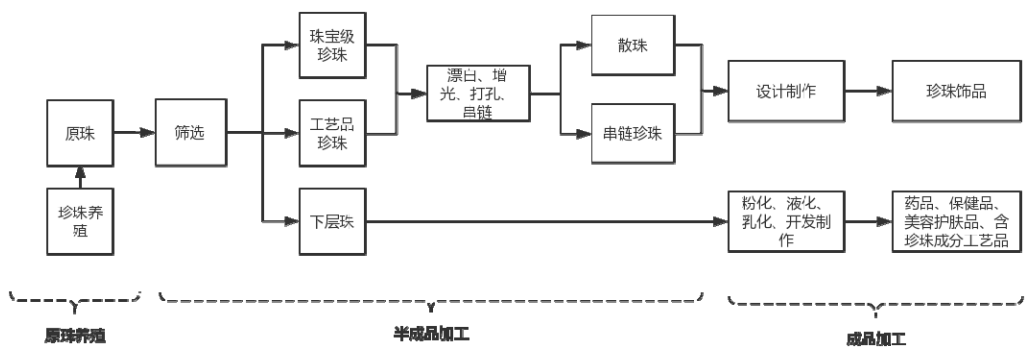 原珠
珍珠养
殖
筛选
珠宝级
珍珠
工艺品
珍珠
下层珠
漂白、增
光、打孔、
串链
散珠
串链珍珠
设计制作
珍珠饰品
粉化、液化、
乳化、开发制
作
药品、保健品、
美容护肤品、含
珍珠成分工艺品
原珠养殖
半成品加工
成品加工